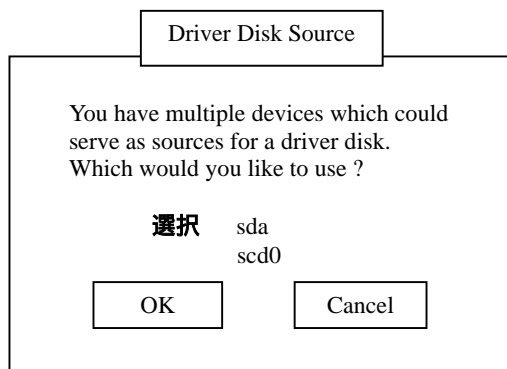 Driver Disk Source
You have multiple devices which could
serve as sources for a driver disk.
Which would you like to use ?
選択 sda
scd0
OK Cancel